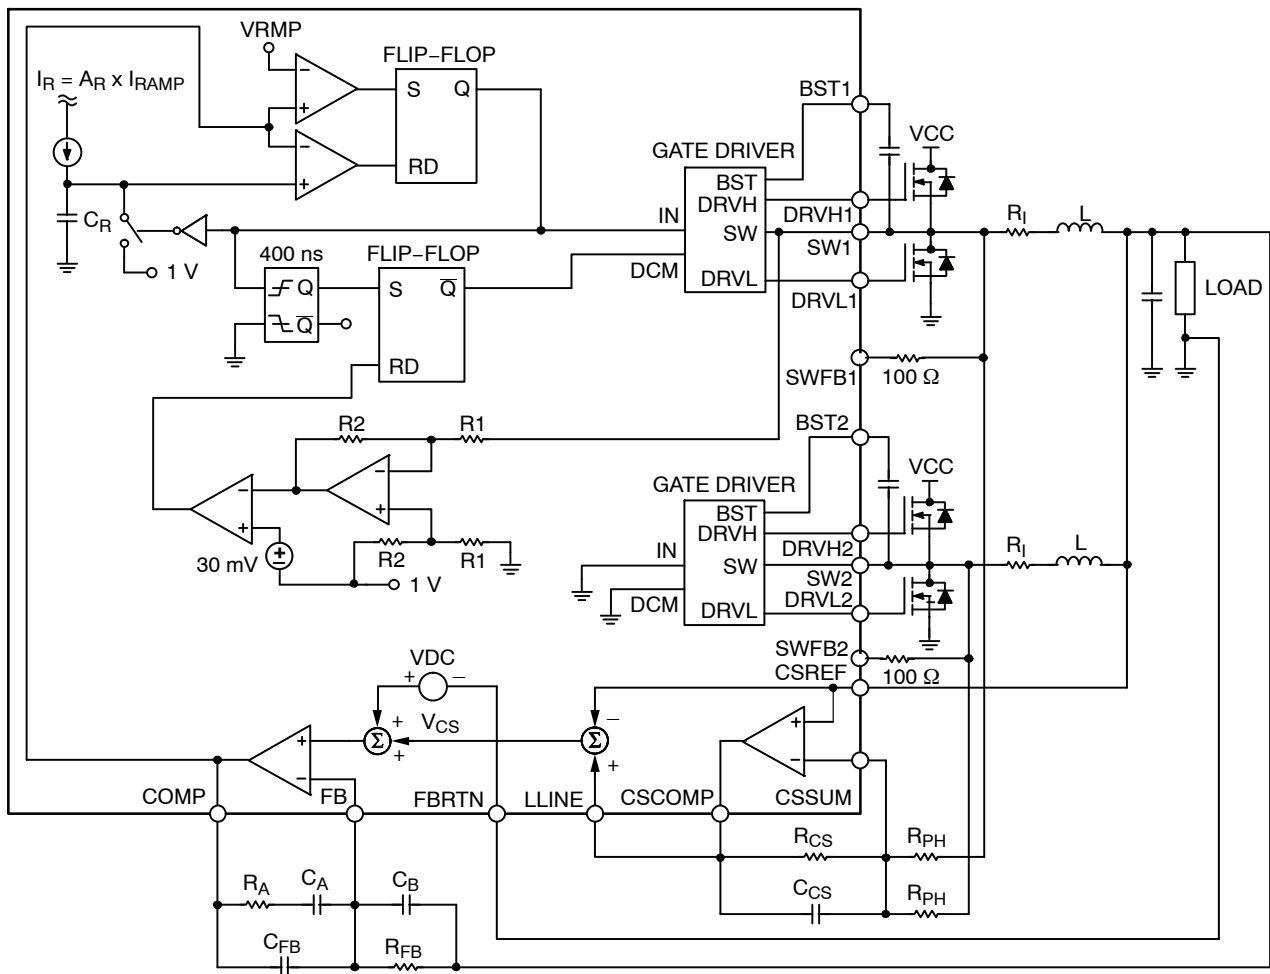 VRMP
FLIP–FLOP
I_R = A_R x I_RAMP
−
S
Q
+
−
RD
+
BST1
VCC
GATE DRIVER
BST
DRVH
DRVH1
C_R
IN
SW
SW1
R_I
L
1 V
400 ns
FLIP–FLOP
DCM
DRVL
DRVL1
LOAD
Q
S
Q̅
Q̅
RD
SWFB1
100 Ω
R2
R1
BST2
VCC
−
−
GATE DRIVER
+
+
BST
DRVH
DRVH2
30 mV
R2
R1
IN
SW
SW2
R_I
L
1 V
DCM
DRVL
DRVL2
SWFB2
100 Ω
VDC
CSREF
+
−
+
V_CS
−
+
+
Σ
Σ
−
+
+
−
COMP
FB
FBRTN
LLINE
CSCOMP
CSSUM
R_CS
R_PH
R_A
C_A
C_B
C_CS
R_PH
C_FB
R_FB